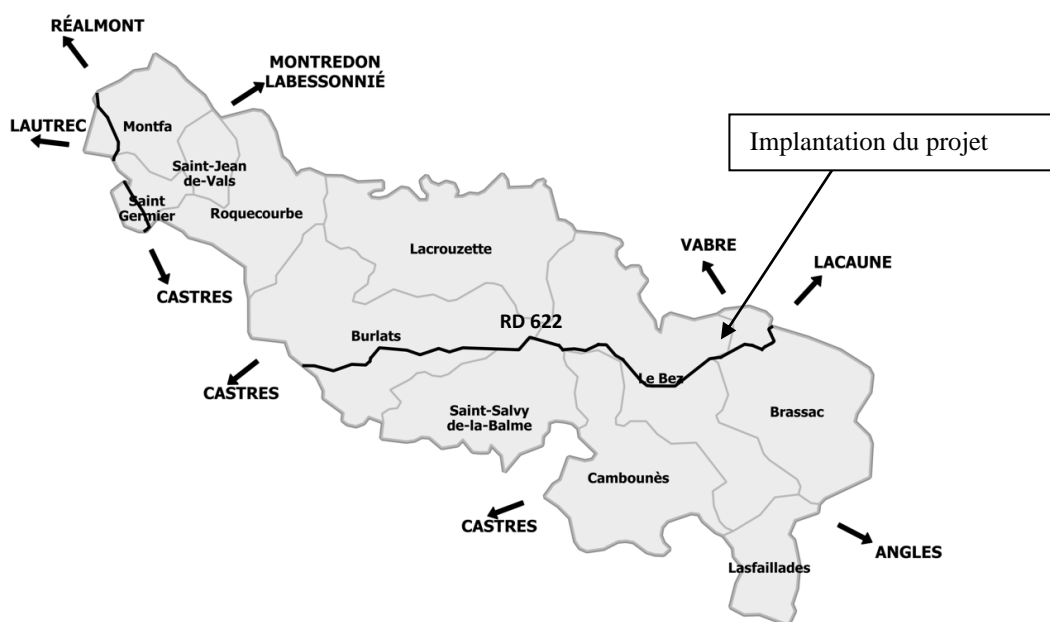 RÉALMONT
MONTREDON
LABESSONNIÉ
LAUTREC
Montfa
Implantation du projet
Saint-Jean
de-Vals
Saint
Germier
Roquecourbe
Lacrouzette
VABRE
LACAUNE
CASTRES
RD 622
Burlats
CASTRES
Le Bez
Saint-Salvy
de-la-Balme
Brassac
Cambounès
CASTRES
ANGLES
Lasfaillades